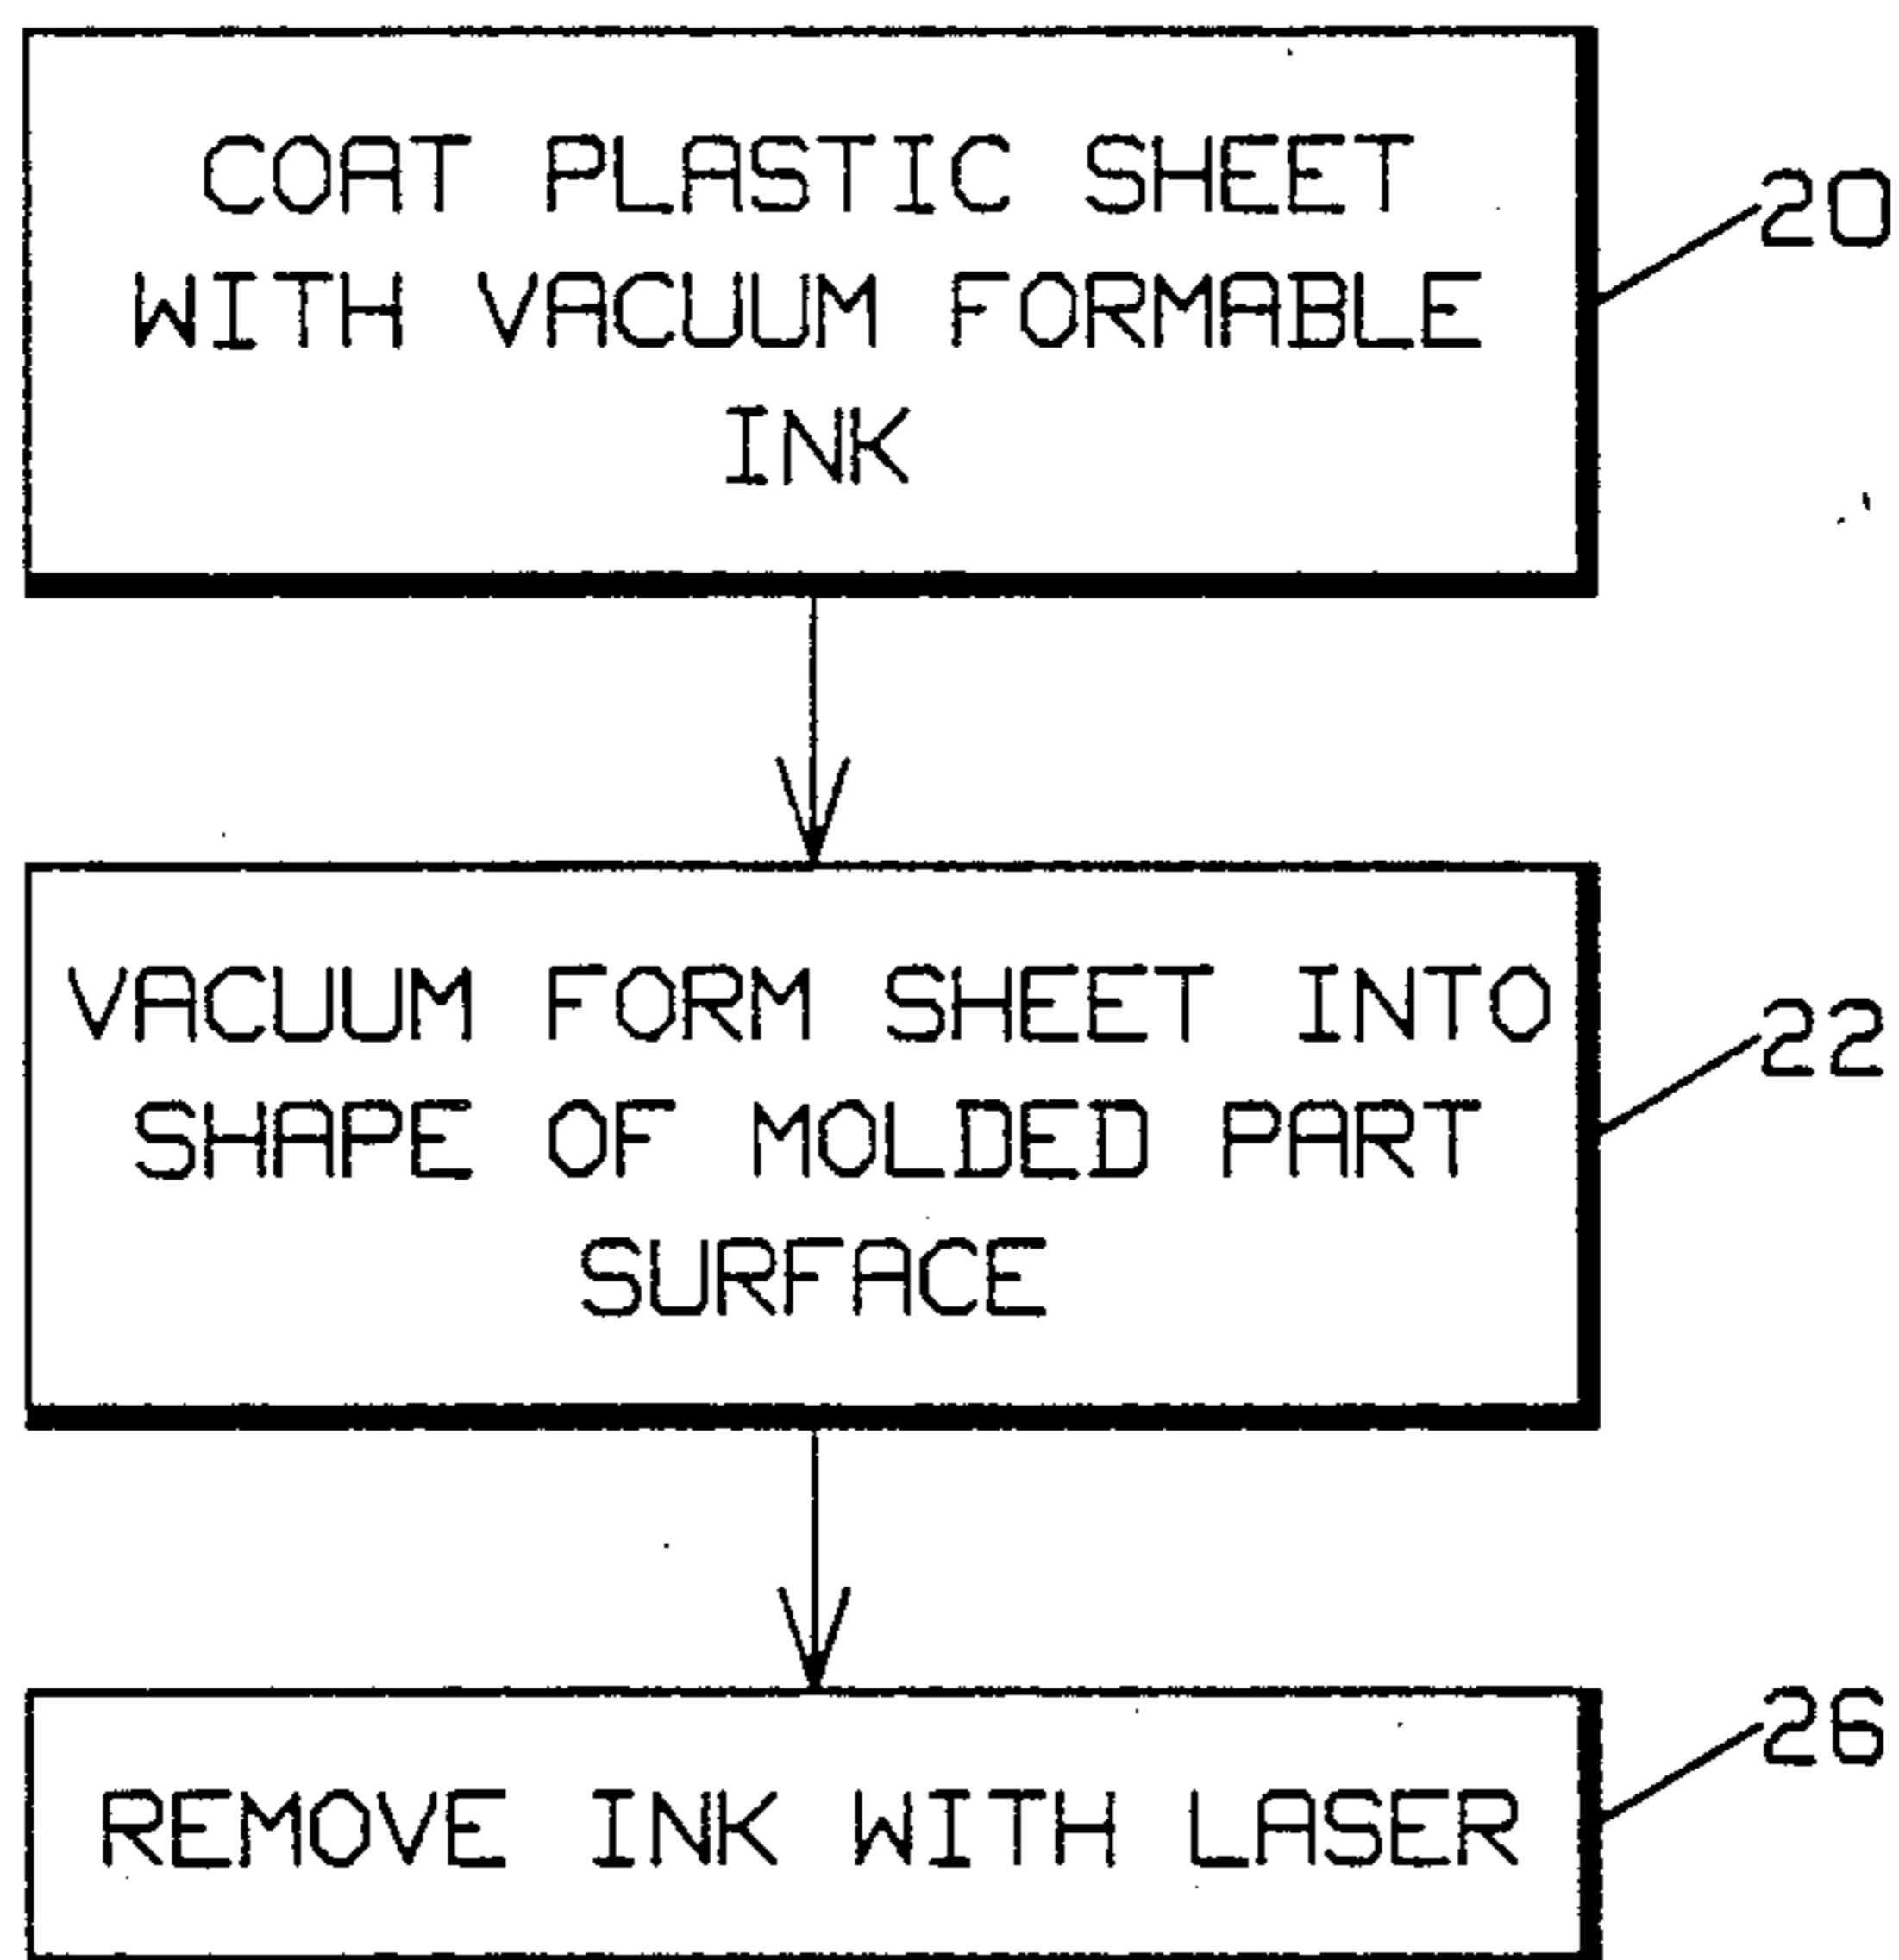 COAT PLASTIC SHEET
WITH VACUUM FORMABLE
INK
20
VACUUM FORM SHEET INTO
SHAPE OF MOLDED PART
SURFACE
22
REMOVE INK WITH LASER
26